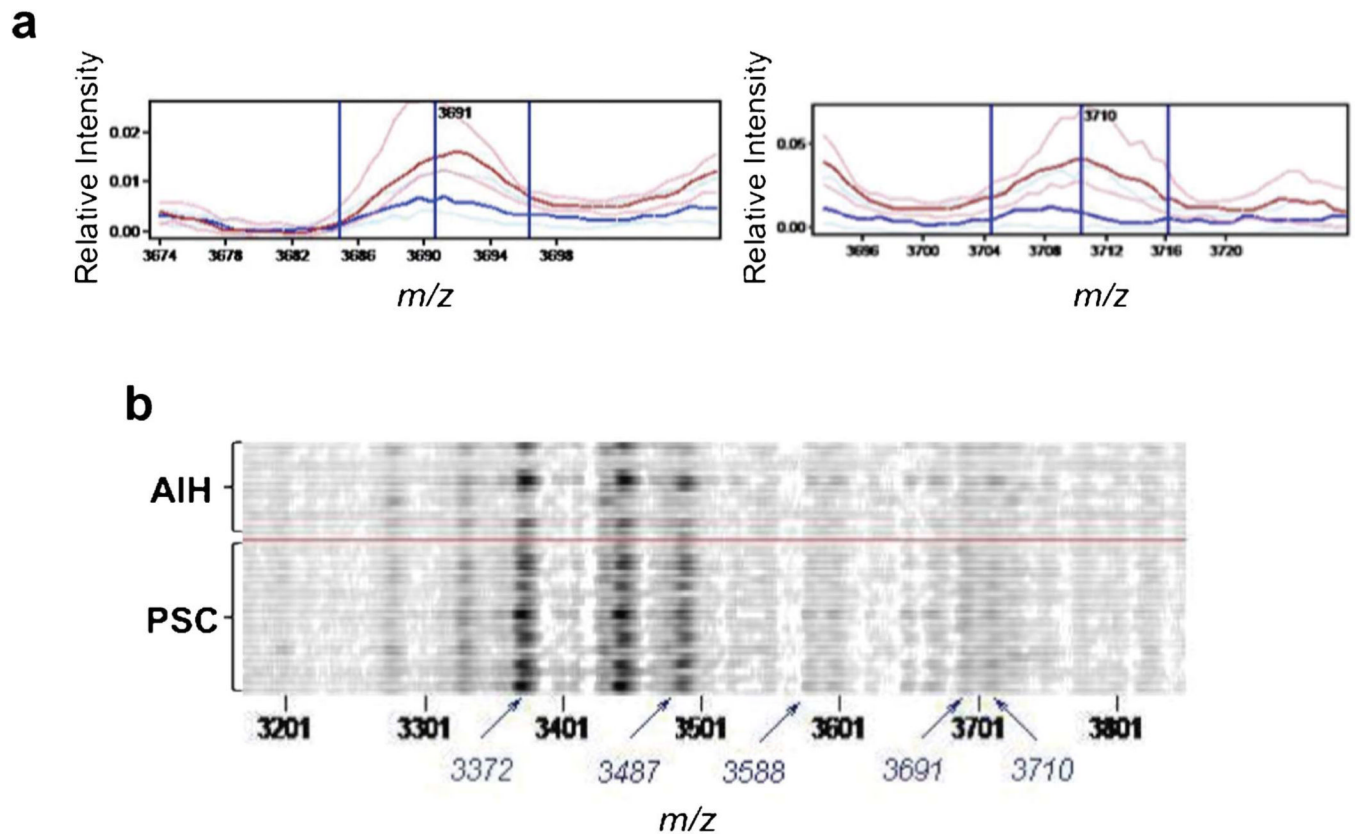 a
Relative Intensity
0.02
0.01
0.00
3691
3674 3678 3682 3686 3690 3694 3698
m/z
Relative Intensity
0.05
0.00
3710
3696 3700 3704 3708 3712 3716 3720
m/z
b
AIH
PSC
3201 3301 3401 3501 3601 3701 3801
3372 3487 3588 3691 3710
m/z